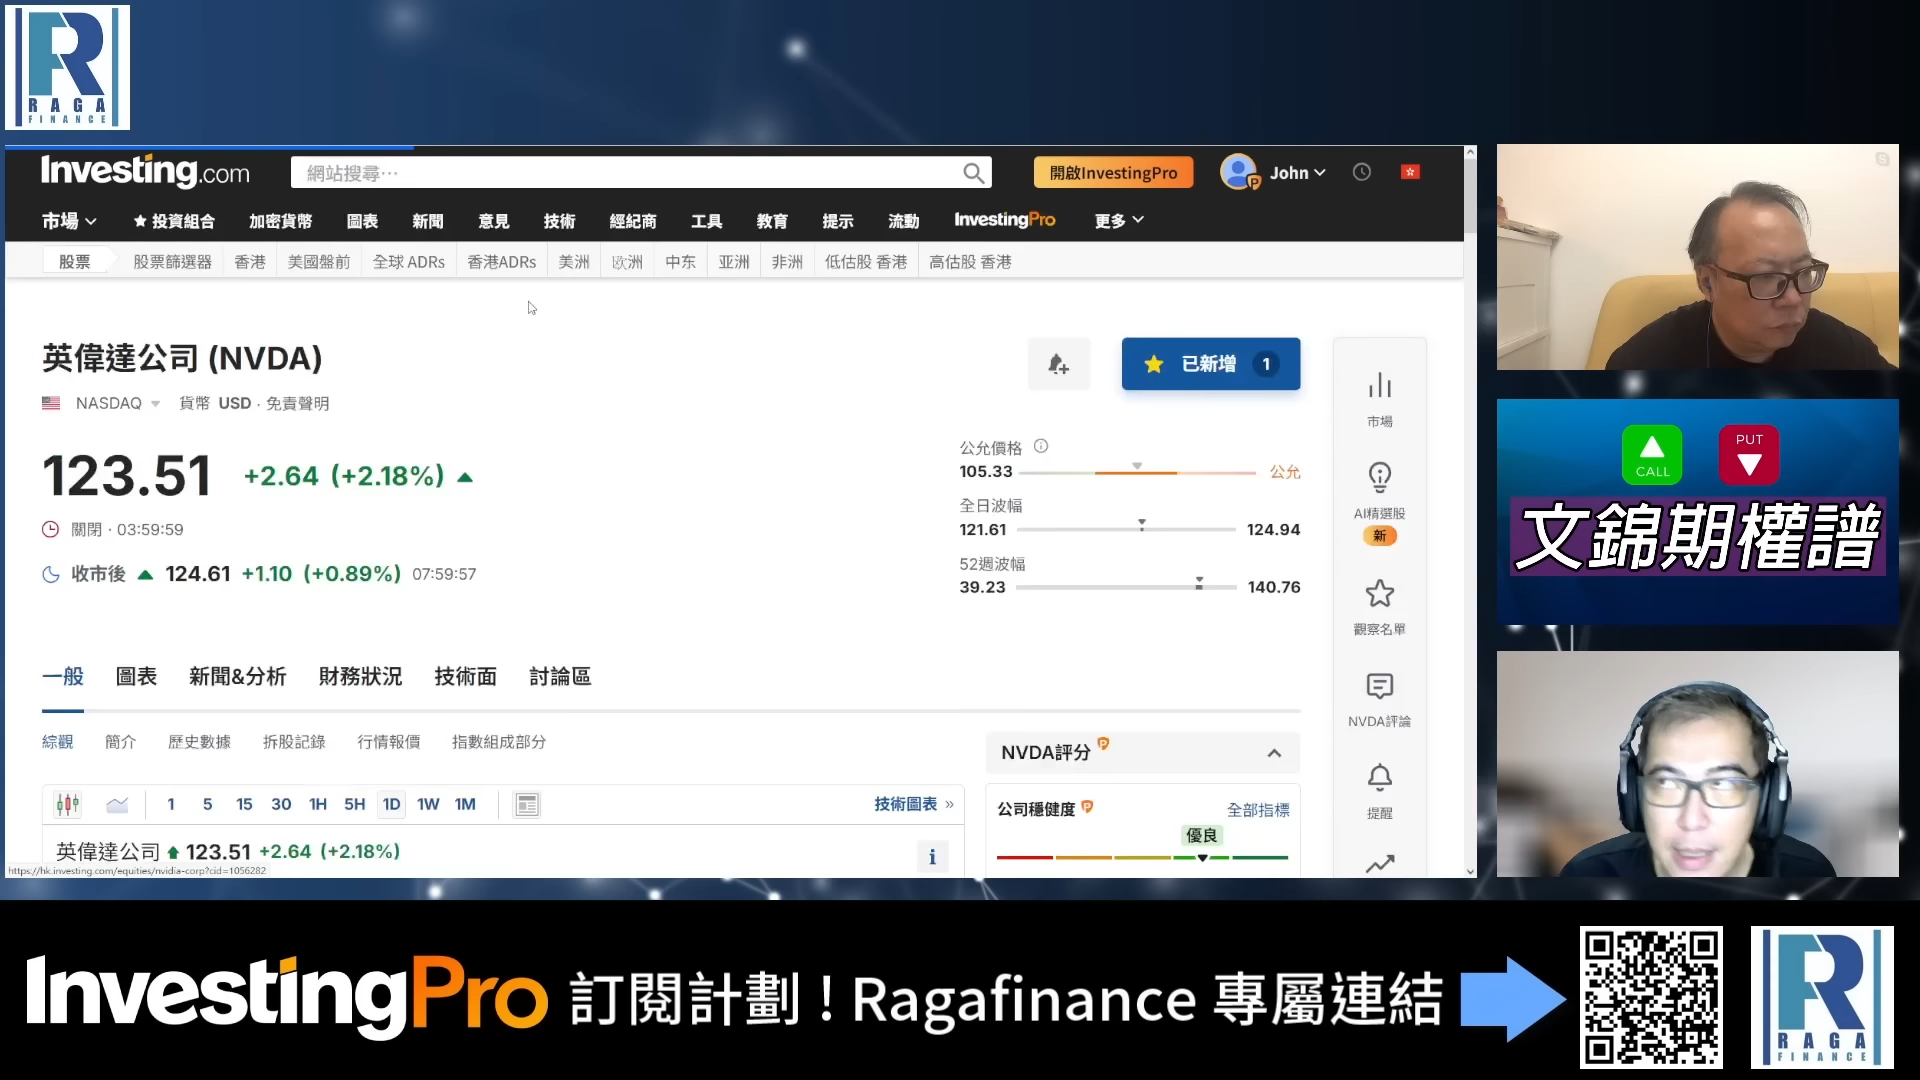 RAGA
FINANCE
Investing.com
網站搜尋…
開啟InvestingPro
John
市場
投資組合
加密貨幣
圖表
新聞
意見
技術
經紀商
工具
教育
提示
流動
InvestingPro
更多
股票
股票篩選器
香港
美國盤前
全球 ADRs
香港ADRs
美洲
欧洲
中东
亚洲
非洲
低估股 香港
高估股 香港
英偉達公司 (NVDA)
已新增 1
NASDAQ
貨幣 USD · 免責聲明
123.51 +2.64 (+2.18%)
關閉 · 03:59:59
收市後 124.61 +1.10 (+0.89%) 07:59:57
公允價格
105.33 公允
全日波幅
121.61 124.94
52週波幅
39.23 140.76
市場
AI精選股
新
觀察名單
NVDA評論
提醒
一般
圖表
新聞&分析
財務狀況
技術面
討論區
綜觀
簡介
歷史數據
拆股記錄
行情報價
指數組成部分
NVDA評分
1 5 15 30 1H 5H 1D 1W 1M
技術圖表 »
公司穩健度
全部指標
優良
英偉達公司 123.51 +2.64 (+2.18%)
https://hk.investing.com/equities/nvidia-corp?cid=1056282
CALL
PUT
文錦期權譜
InvestingPro 訂閱計劃！Ragafinance 專屬連結
RAGA
FINANCE